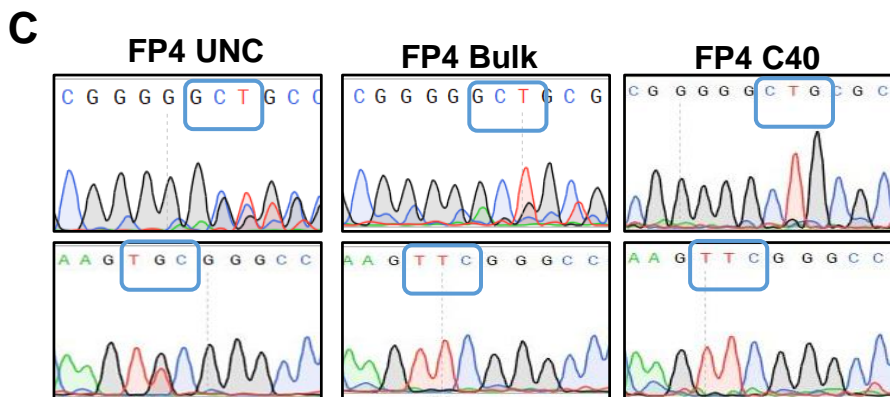 C
FP4 UNC
FP4 Bulk
FP4 C40
C G G G G G C T G C C
C G G G G G C T G C G
C G G G G G C T G C G C
A A G T G C G G G C C
A A G T T C G G G C C
A A G T T C G G G C C